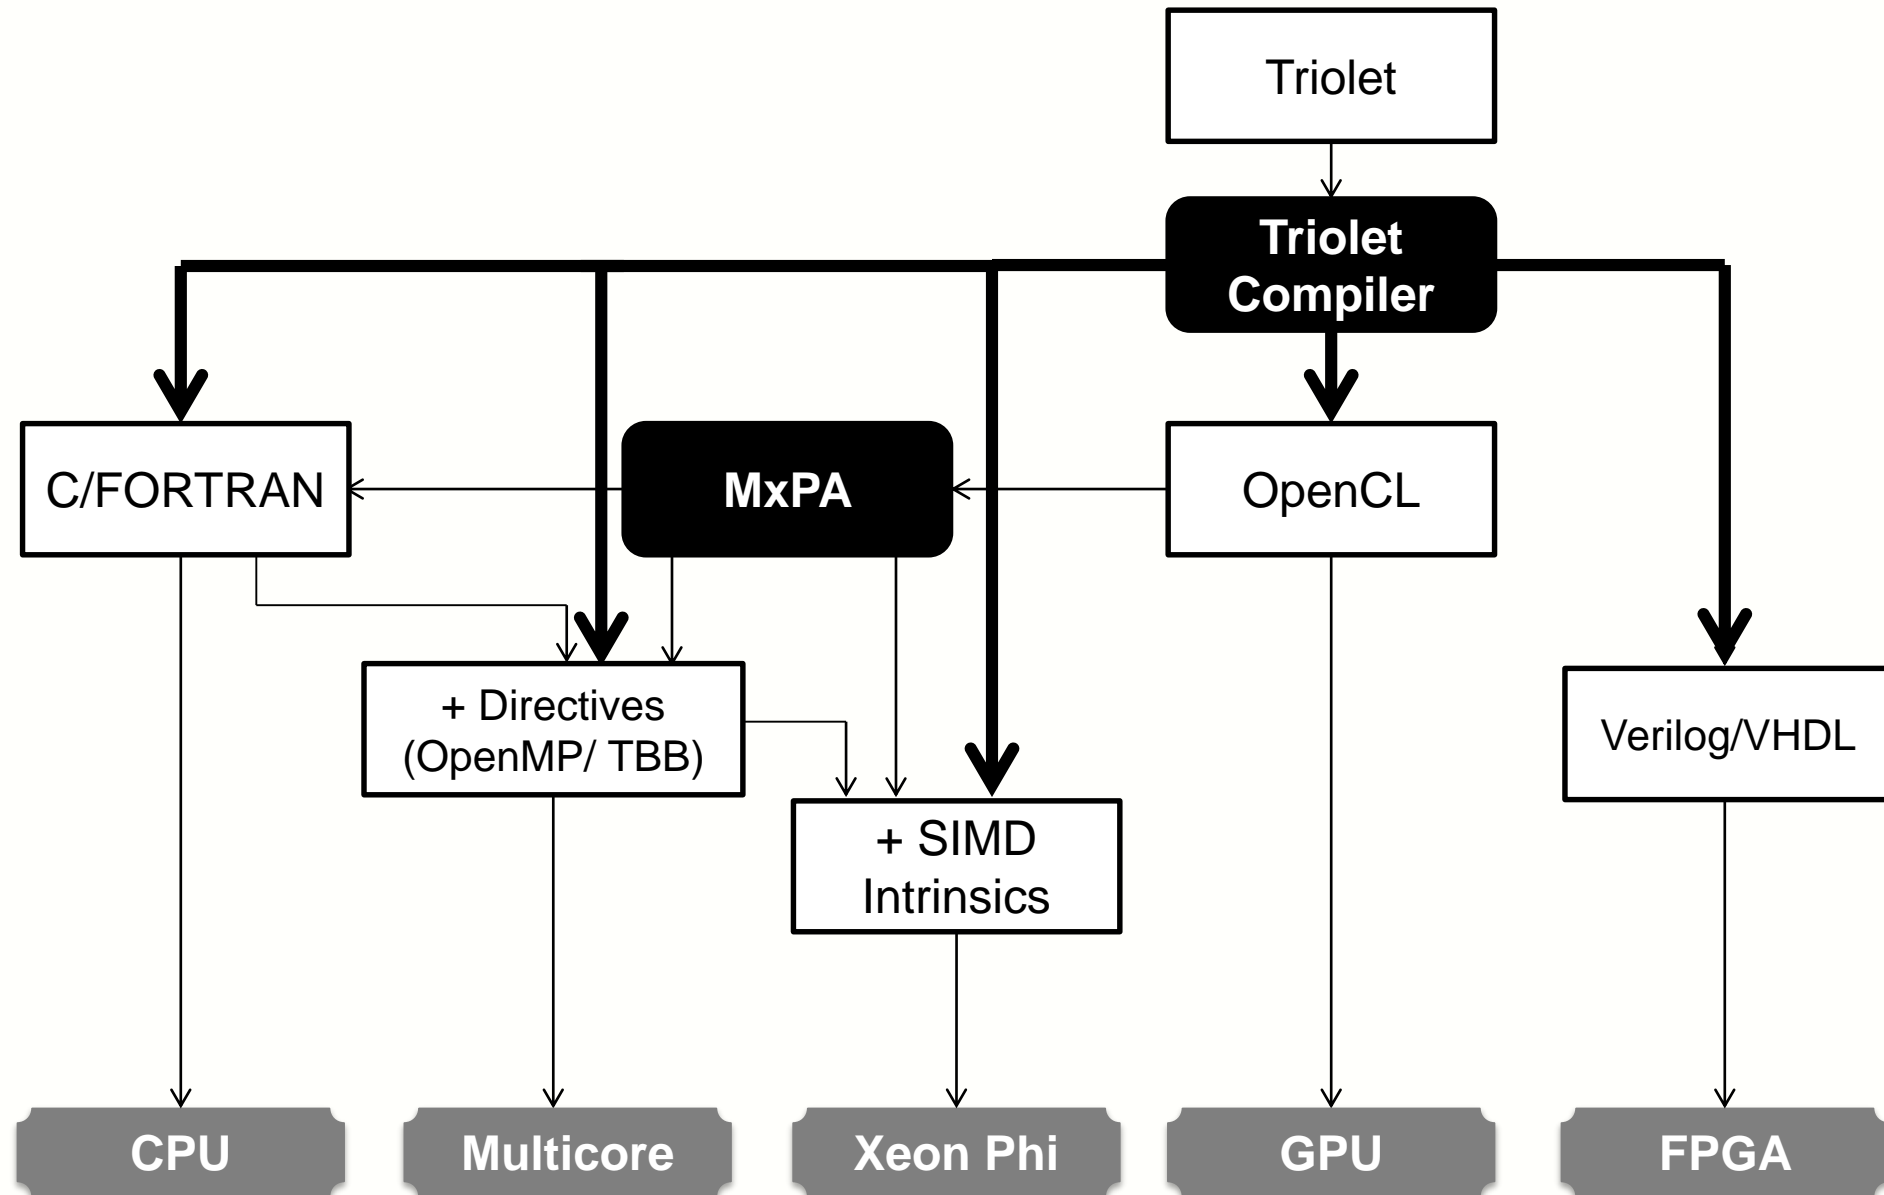 Triolet
Triolet
Compiler
C/FORTRAN
MxPA
OpenCL
+ Directives
(OpenMP/ TBB)
Verilog/VHDL
+ SIMD
Intrinsics
CPU
Multicore
Xeon Phi
GPU
FPGA